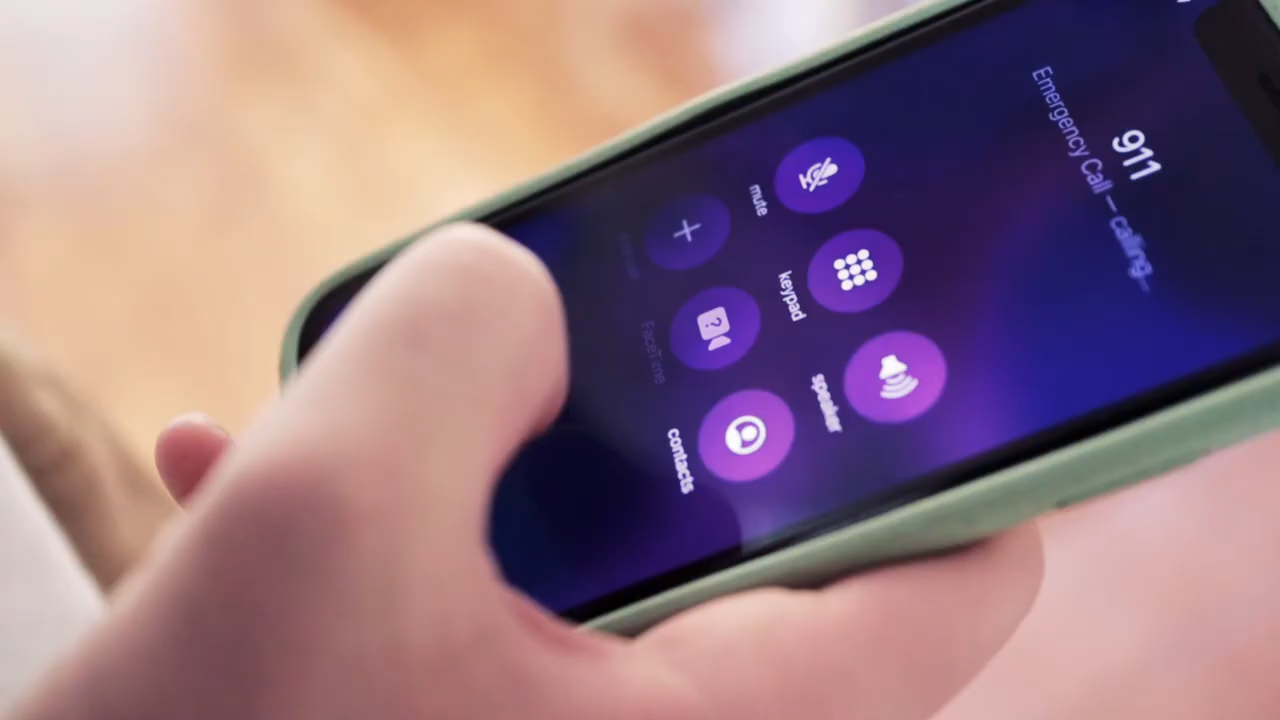 911
Emergency Call – calling...
mute
keypad
speaker
FaceTime
contacts